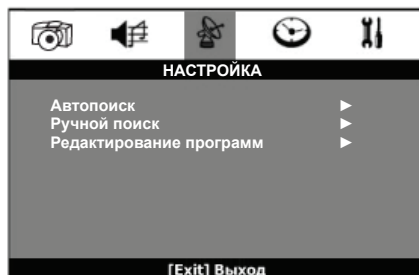 НАСТРОЙКА
Автопоиск ►
Ручной поиск ►
Редактирование программ ►
[Exit] Выход